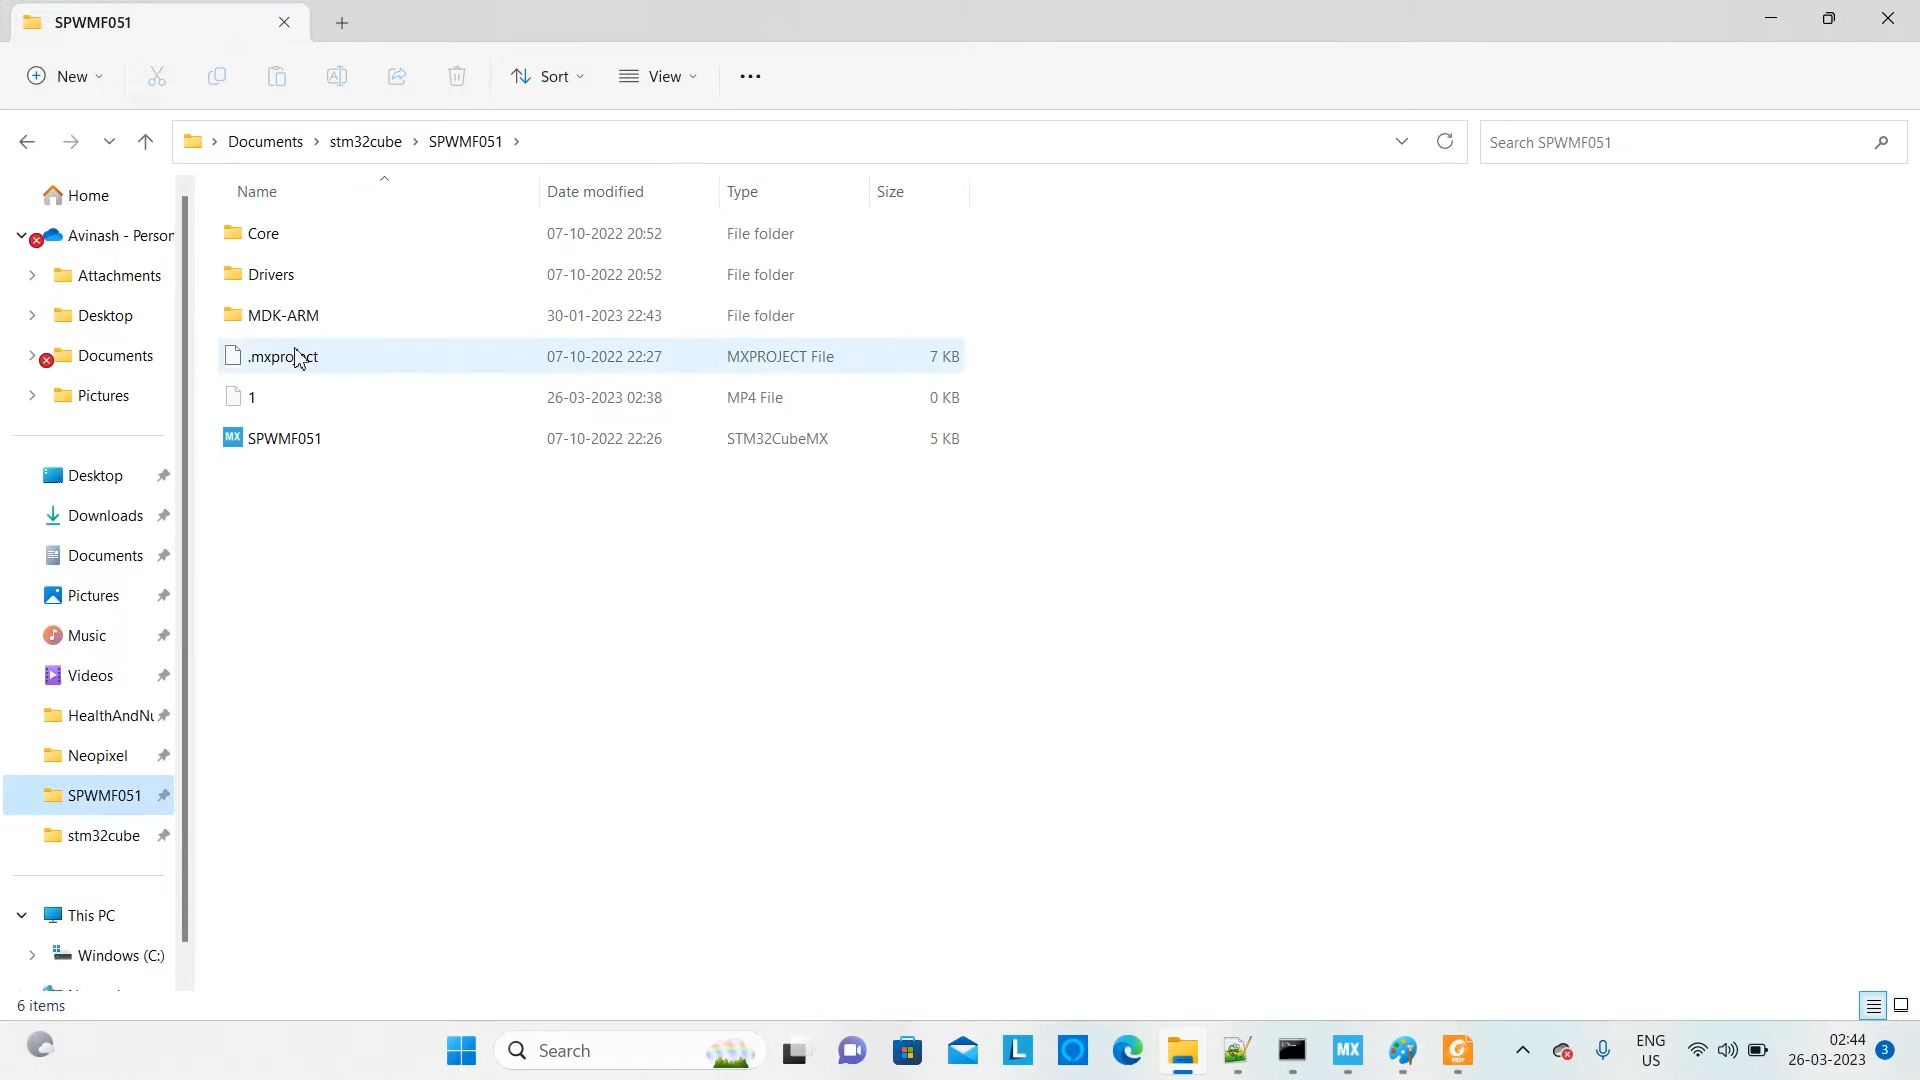 SPWMF051
New
Sort
View
Documents > stm32cube > SPWMF051 >
Search SPWMF051
Name Date modified Type Size
Core 07-10-2022 20:52 File folder
Drivers 07-10-2022 20:52 File folder
MDK-ARM 30-01-2023 22:43 File folder
.mxproject 07-10-2022 22:27 MXPROJECT File 7 KB
1 26-03-2023 02:38 MP4 File 0 KB
MX SPWMF051 07-10-2022 22:26 STM32CubeMX 5 KB
Home
Avinash - Person
Attachments
Desktop
Documents
Pictures
Desktop
Downloads
Documents
Pictures
Music
Videos
HealthAndNu
Neopixel
SPWMF051
stm32cube
This PC
Windows (C:)
6 items
Search
L
MX
PDF
ENG
US
02:44
26-03-2023
3